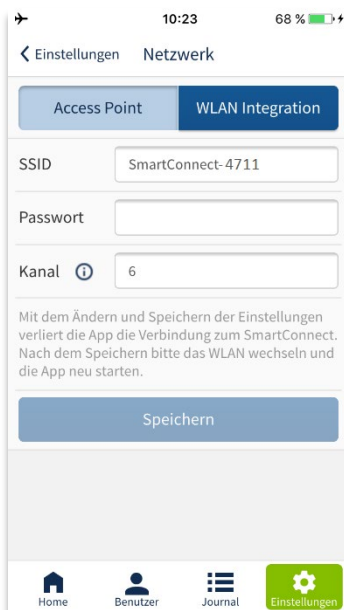 10:23
68 %
Einstellungen
Netzwerk
Access Point
WLAN Integration
SSID
SmartConnect-4711
Passwort
Kanal
6
Mit dem Ändern und Speichern der Einstellungen
verliert die App die Verbindung zum SmartConnect.
Nach dem Speichern bitte das WLAN wechseln und
die App neu starten.
Speichern
Home
Benutzer
Journal
Einstellungen